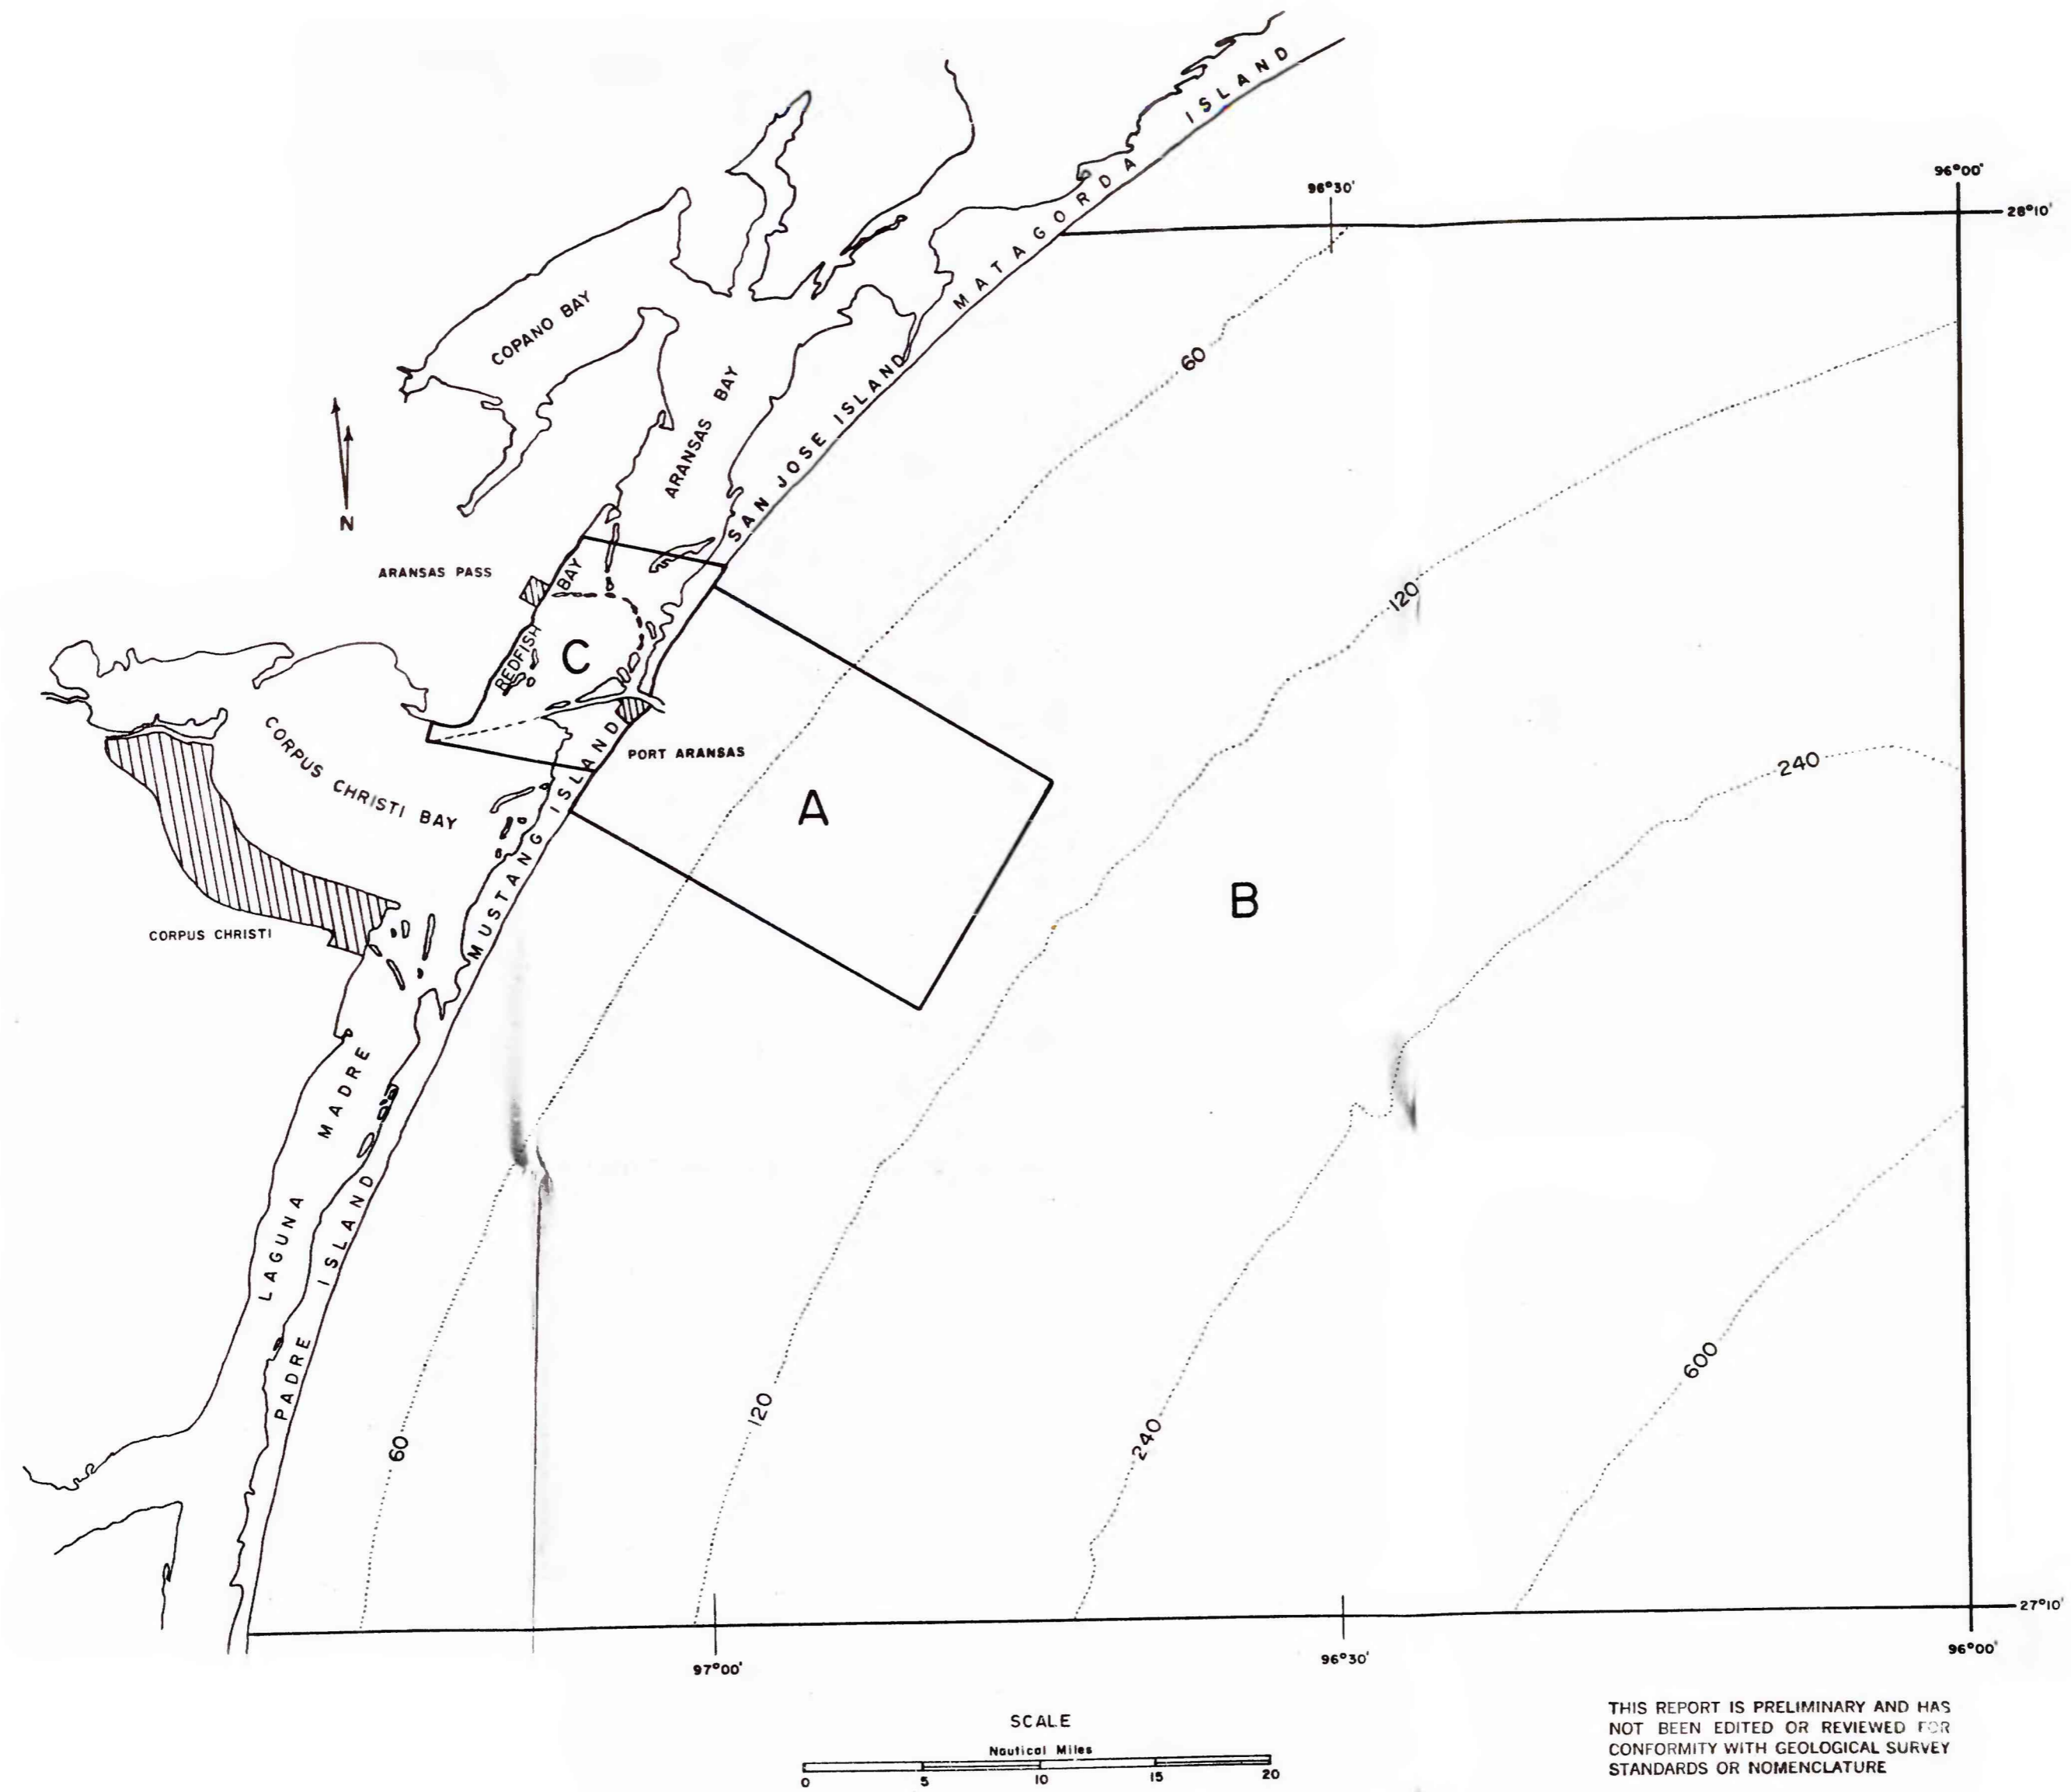 MATAGORDA ISLAND
96°00'
96°30'
28°10'
COPANO BAY
60
ARANSAS BAY
SAN JOSE ISLAND
N
ARANSAS PASS
120
REDFISH BAY
C
PORT ARANSAS
240
CORPUS CHRISTI BAY
A
B
MUSTANG ISLAND
CORPUS CHRISTI
LAGUNA MADRE
PADRE ISLAND
600
60
120
240
27°10'
97°00'
96°30'
96°00'
SCALE
Nautical Miles
0 5 10 15 20
THIS REPORT IS PRELIMINARY AND HAS
NOT BEEN EDITED OR REVIEWED FOR
CONFORMITY WITH GEOLOGICAL SURVEY
STANDARDS OR NOMENCLATURE